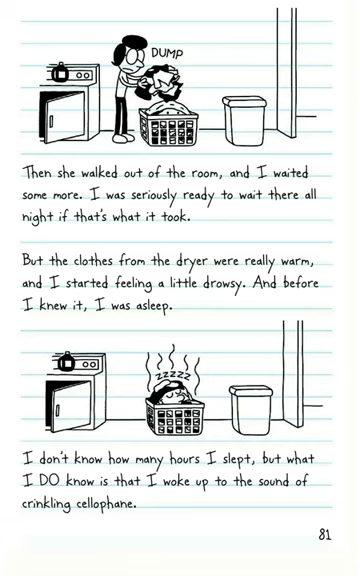 DUMP
Then she walked out of the room, and I waited
some more. I was seriously ready to wait there all
night if that's what it took.
But the clothes from the dryer were really warm,
and I started feeling a little drowsy. And before
I knew it, I was asleep.
ZZZZZ
I don't know how many hours I slept, but what
I DO know is that I woke up to the sound of
crinkling cellophane.
81